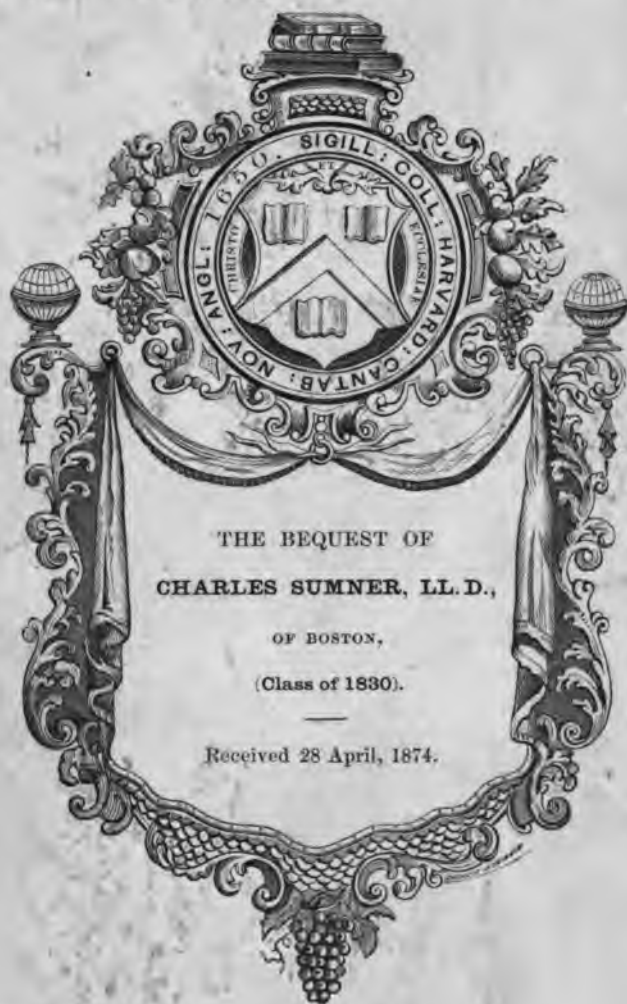 SIGILL: COLL: HARVARD: CANTAB: NOV: ANGL: 1650.
ET
CHRISTO
ECCLESIAE
THE BEQUEST OF
CHARLES SUMNER, LL. D.,
OF BOSTON,
(Class of 1830).
Received 28 April, 1874.